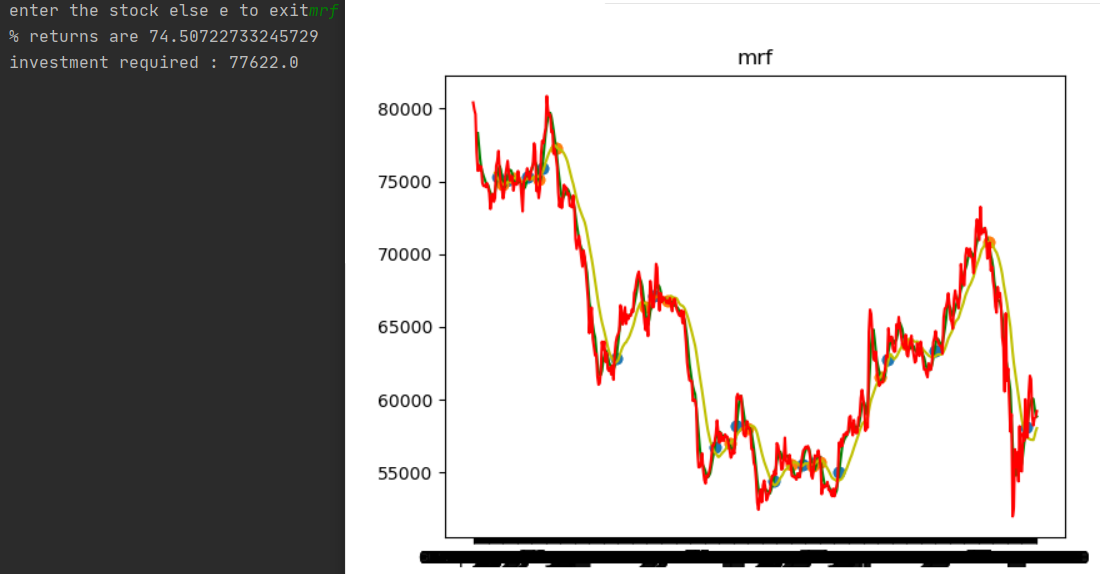 enter the stock else e to exitmrf
% returns are 74.50722733245729
investment required : 77622.0
mrf
80000
75000
70000
65000
60000
55000